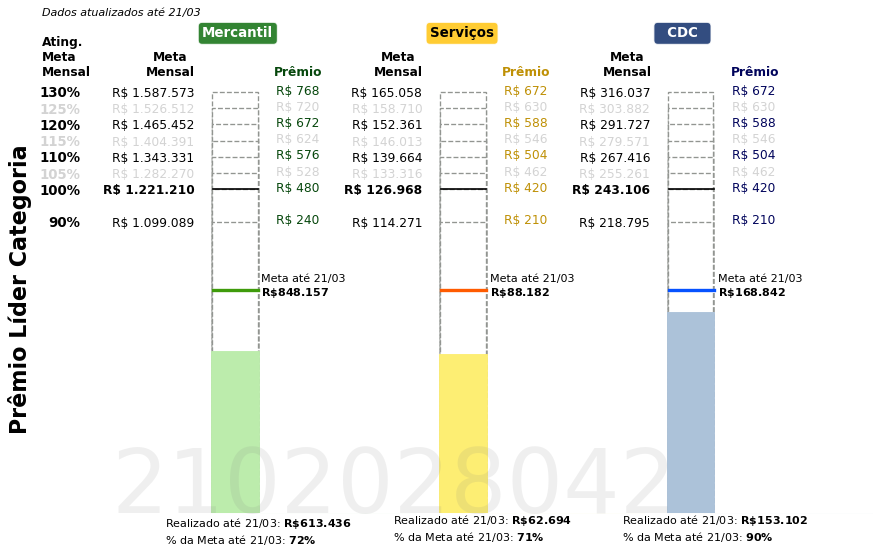 Dados atualizados até 21/03
Mercantil Serviços CDC
Ating. Meta Mensal
Meta Mensal Prêmio Meta Mensal Prêmio Meta Mensal Prêmio
130% R$ 1.587.573 R$ 768 R$ 165.058 R$ 672 R$ 316.037 R$ 672
125% R$ 1.526.512 R$ 720 R$ 158.710 R$ 630 R$ 303.882 R$ 630
120% R$ 1.465.452 R$ 672 R$ 152.361 R$ 588 R$ 291.727 R$ 588
115% R$ 1.404.391 R$ 624 R$ 146.013 R$ 546 R$ 279.571 R$ 546
110% R$ 1.343.331 R$ 576 R$ 139.664 R$ 504 R$ 267.416 R$ 504
105% R$ 1.282.270 R$ 528 R$ 133.316 R$ 462 R$ 255.261 R$ 462
100% R$ 1.221.210 R$ 480 R$ 126.968 R$ 420 R$ 243.106 R$ 420
90% R$ 1.099.089 R$ 240 R$ 114.271 R$ 210 R$ 218.795 R$ 210
Prêmio Líder Categoria
Meta até 21/03 Meta até 21/03 Meta até 21/03
R$848.157 R$88.182 R$168.842
2102028042
Realizado até 21/03: R$613.436 Realizado até 21/03: R$62.694 Realizado até 21/03: R$153.102
% da Meta até 21/03: 72% % da Meta até 21/03: 71% % da Meta até 21/03: 90%